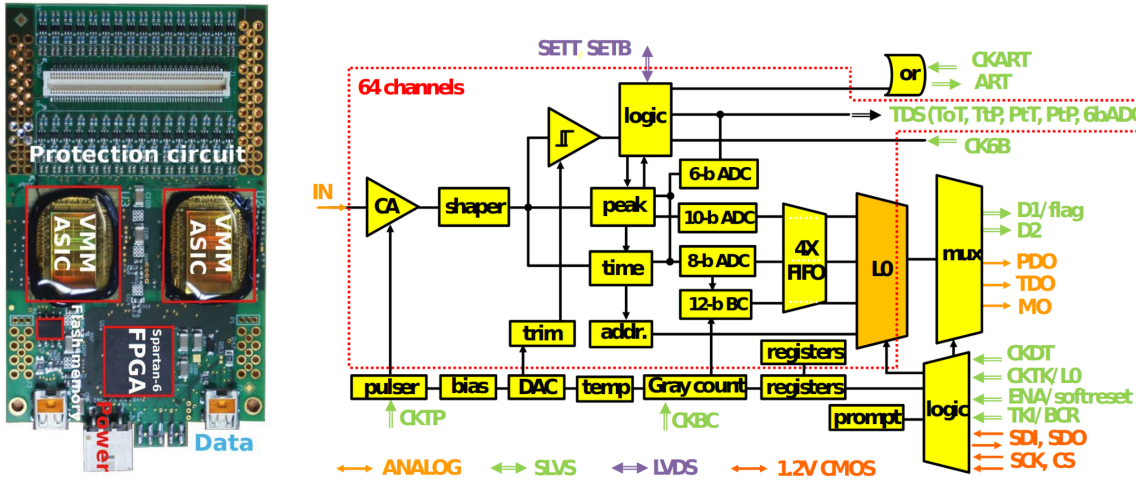 Protection circuit
VMM
ASIC
VMM
ASIC
U2
Flash memory
Spartan-6
FPGA
Power
Data
SETT, SETB
64 channels
or
CKART
ART
logic
TDS (ToT, TtP, PtT, PtP, 6bADC
CK6B
6-b ADC
IN
CA
shaper
peak
10-b ADC
4X
FIFO
L0
mux
D1/flag
D2
time
8-b ADC
PDO
TDO
MO
12-b BC
trim
addr.
registers
CKDT
pulser
bias
DAC
temp
Gray count
registers
logic
CKTK/L0
ENA/softreset
prompt
TKI/BCR
CKTP
CKBC
SDI, SDO
SCK, CS
ANALOG
SLVS
LVDS
1.2V CMOS